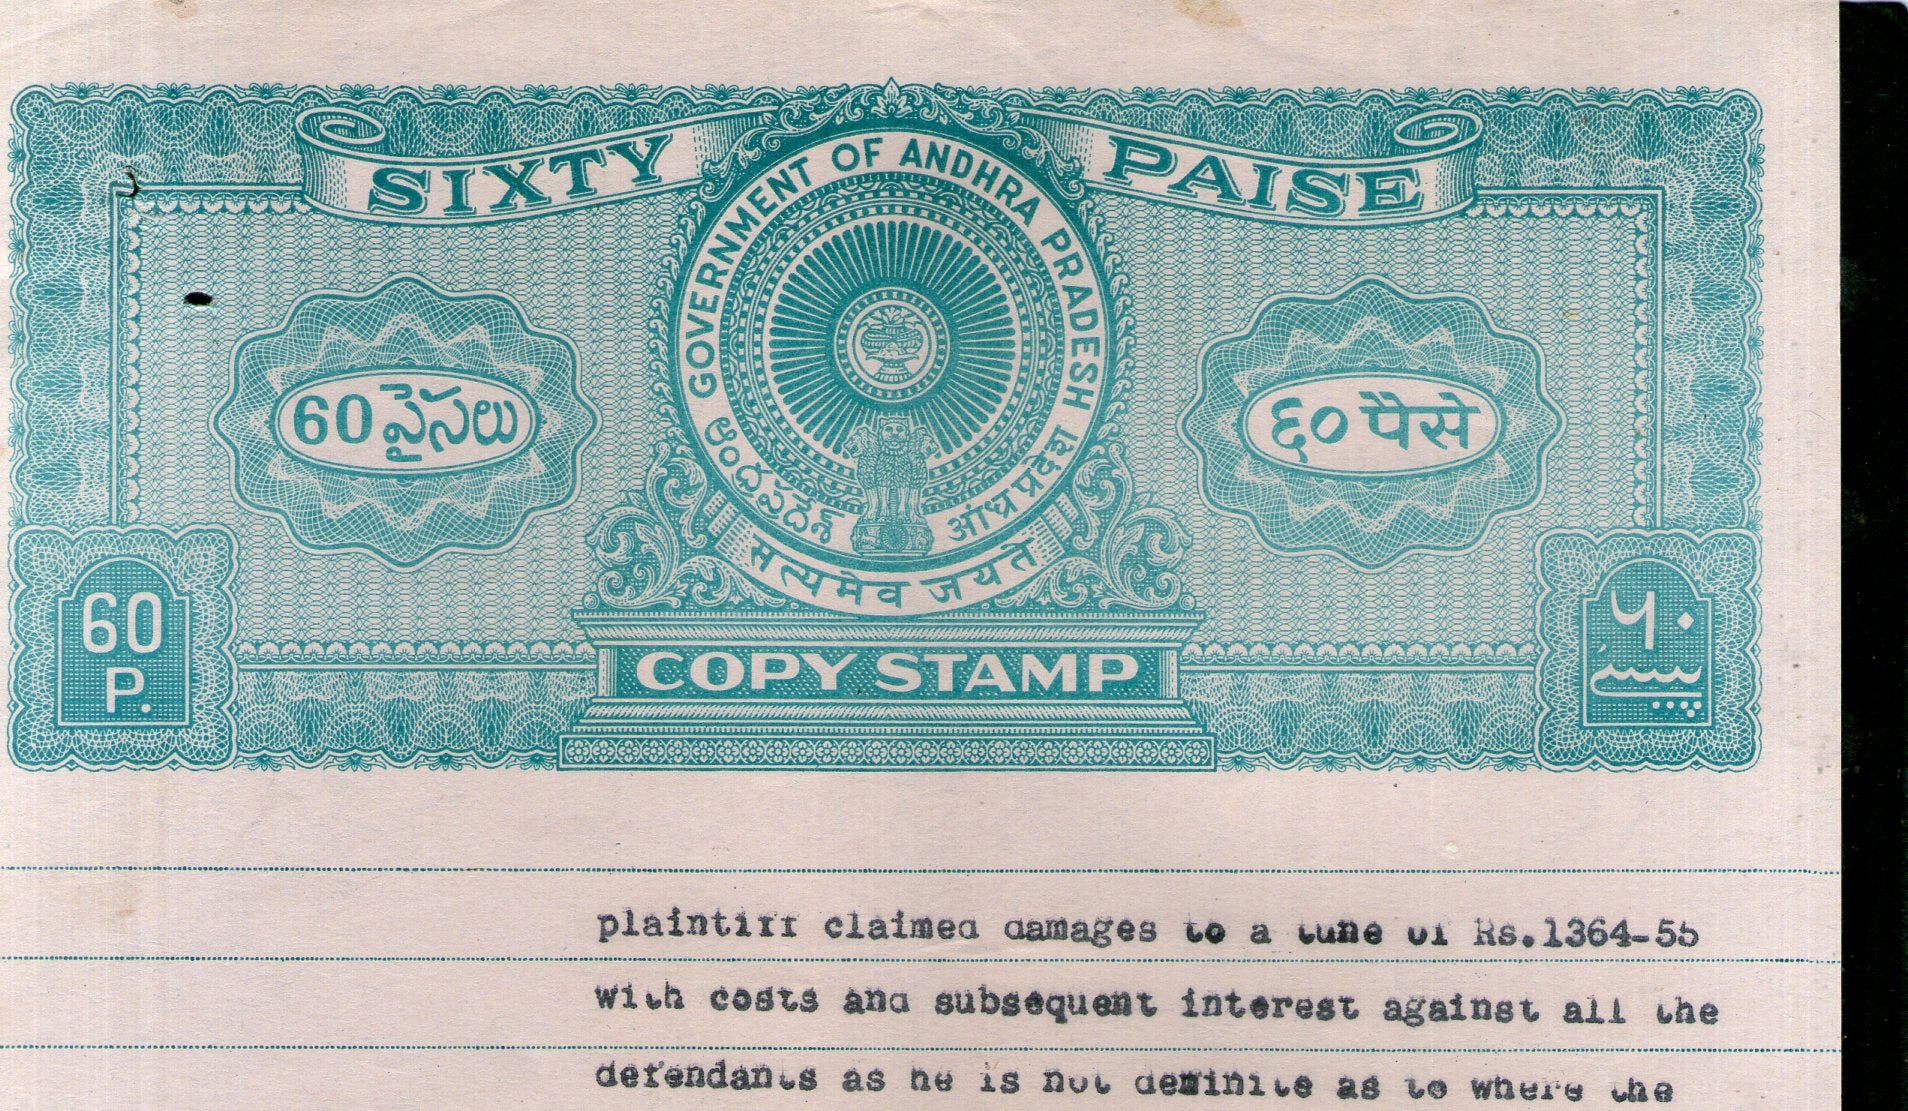 SIXTY PAISE
GOVERNMENT OF ANDHRA PRADESH
60 పైసలు
६० पैसे
ఆంధ్రప్రదేశ్
आंध्र प्रदेश
सत्यमेव जयते
60
P.
COPY STAMP
۶۰
پیسے
plaintiff claimed damages to a tune of Rs.1364-55
with costs and subsequent interest against all the
defendants as he is not definite as to where the